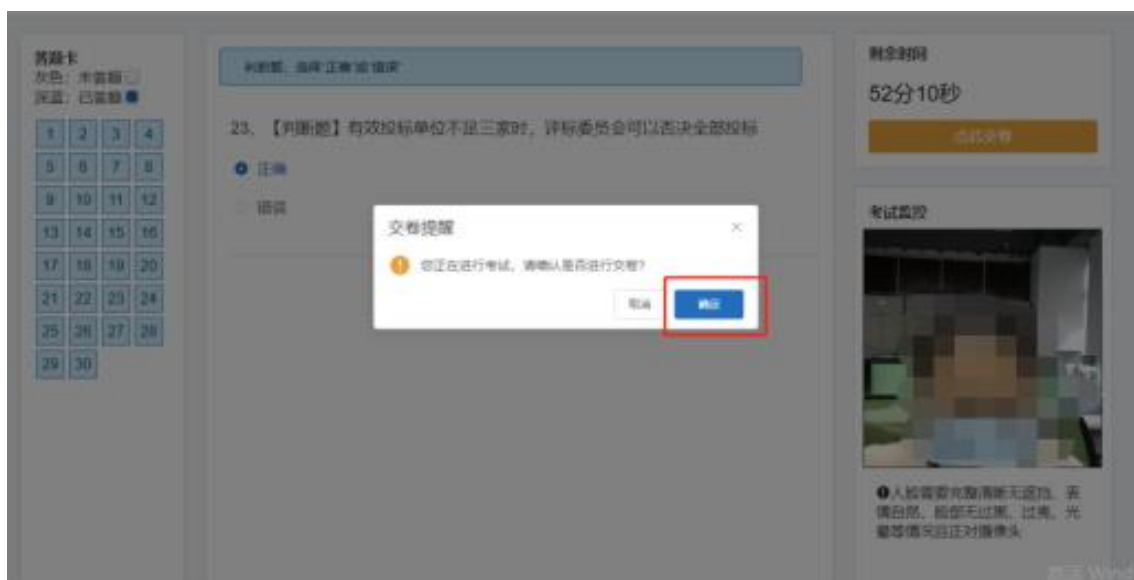 答题卡
灰色：未答题
深蓝：已答题
1 2 3 4
5 6 7 8
9 10 11 12
13 14 15 16
17 18 19 20
21 22 23 24
25 26 27 28
29 30
判断题，选择'正确'或'错误'
23、【判断题】有效投标单位不足三家时，评标委员会可以否决全部投标
正确
错误
交卷提醒
您正在进行考试，请确认是否进行交卷？
取消
确定
剩余时间
52分10秒
点此交卷
考试监控
人脸需要完整清晰无遮挡、表
情自然、脸部无过黑、过亮、光
晕等情况且正对摄像头